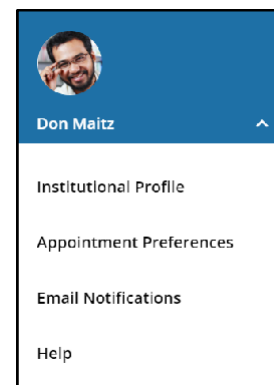 Don Maitz
Institutional Profile
Appointment Preferences
Email Notifications
Help